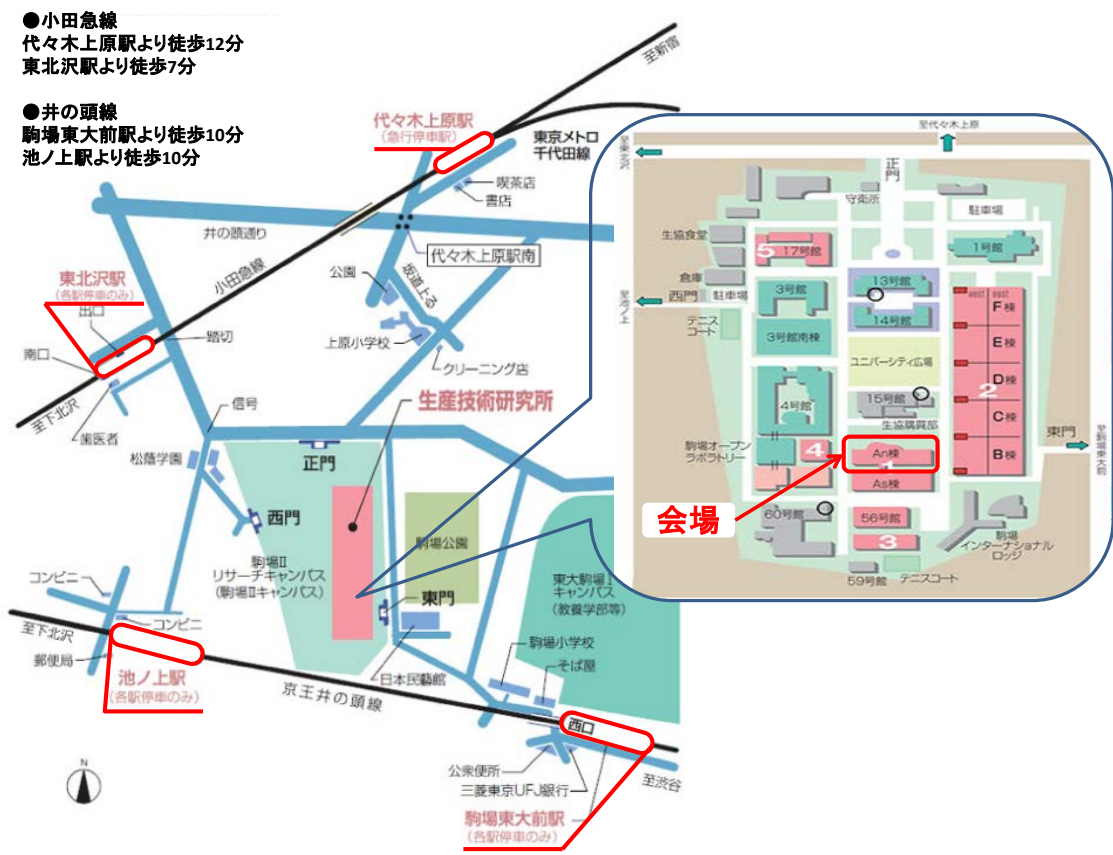 ●小田急線
代々木上原駅より徒歩12分
東北沢駅より徒歩7分
●井の頭線
駒場東大前駅より徒歩10分
池ノ上駅より徒歩10分
至新宿
代々木上原駅
(急行停車駅)
東京メトロ
千代田線
喫茶店
書店
井の頭通り
代々木上原駅南
小田急線
公園
坂道上る
東北沢駅
(各駅停車のみ)
出口
踏切
南口
上原小学校
クリーニング店
至下北沢
歯医者
信号
生産技術研究所
松蔭学園
正門
西門
駒場公園
駒場Ⅱ
リサーチキャンパス
(駒場Ⅱキャンパス)
東門
東大駒場Ⅰ
キャンパス
(教養学部等)
コンビニ
コンビニ
至下北沢
郵便局
池ノ上駅
(各駅停車のみ)
京王井の頭線
日本民藝館
駒場小学校
そば屋
西口
公衆便所
三菱東京UFJ銀行
至渋谷
駒場東大前駅
(各駅停車のみ)
N
至代々木上原
至東北沢
正門
守衛所
駐車場
生協食堂
5
17号館
1号館
倉庫
西門
駐車場
至池ノ上
3号館
13号館
west
east
F棟
14号館
テニス
コート
3号館南棟
E棟
ユニバーシティ広場
D棟
2
4号館
15号館
C棟
生協購買部
東門
至駒場東大前
駒場オープン
ラボラトリー
4
An棟
1
B棟
As棟
会場
60号館
56号館
3
駒場
インターナショナル
ロッジ
59号館
テニスコート